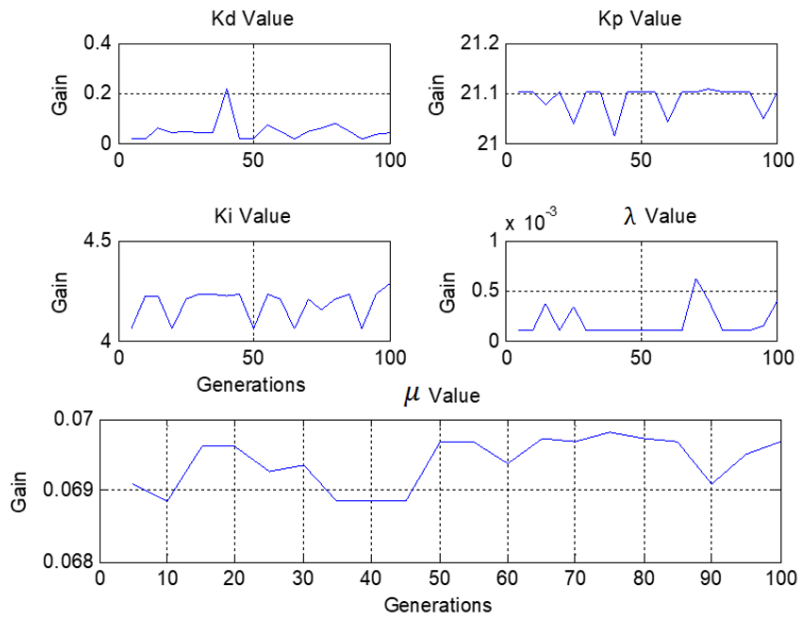 Kd Value
Kp Value
0.4
0.2
0
Gain
0
50
100
21.2
21.1
21
Gain
0
50
100
Ki Value
x 10-3
λ Value
4.5
4
Gain
0
50
100
Generations
1
0.5
0
Gain
0
50
100
μ Value
0.07
0.069
0.068
Gain
0
10
20
30
40
50
60
70
80
90
100
Generations